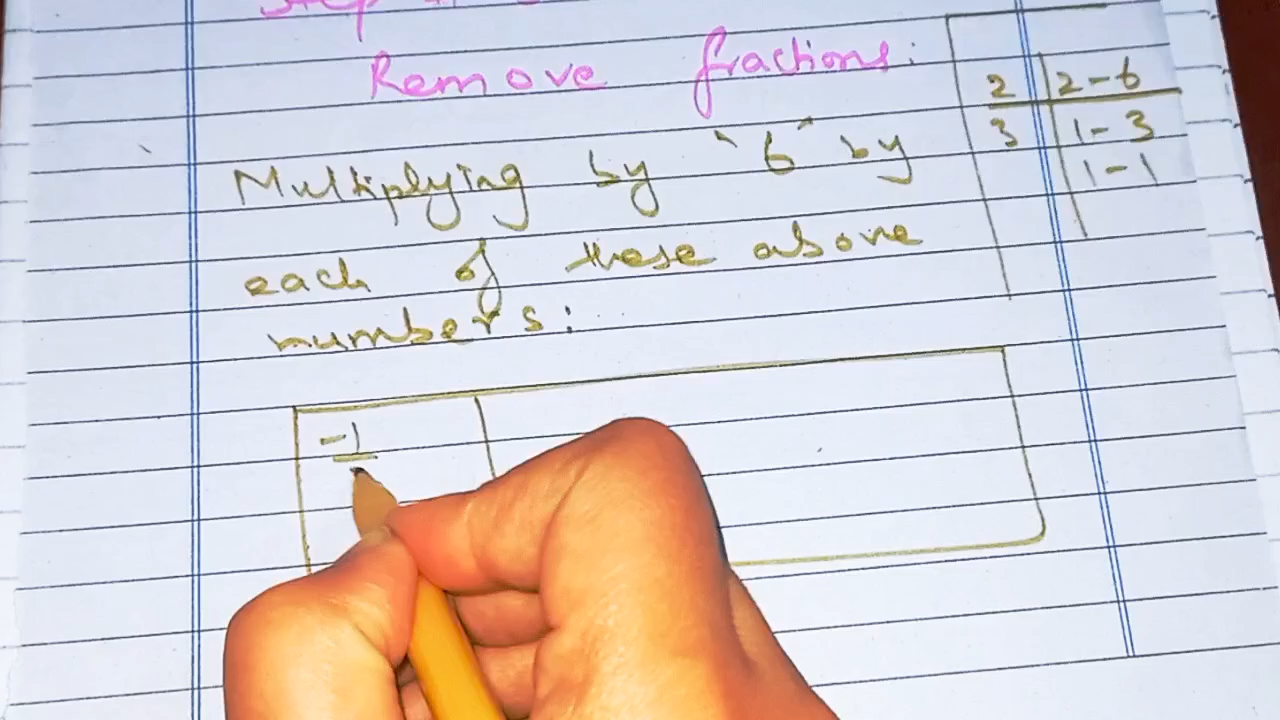 Step
Remove fractions:
Multiplying by "6" by
each of these above
numbers:
2 | 2-6
3 | 1-3
1-1
-1